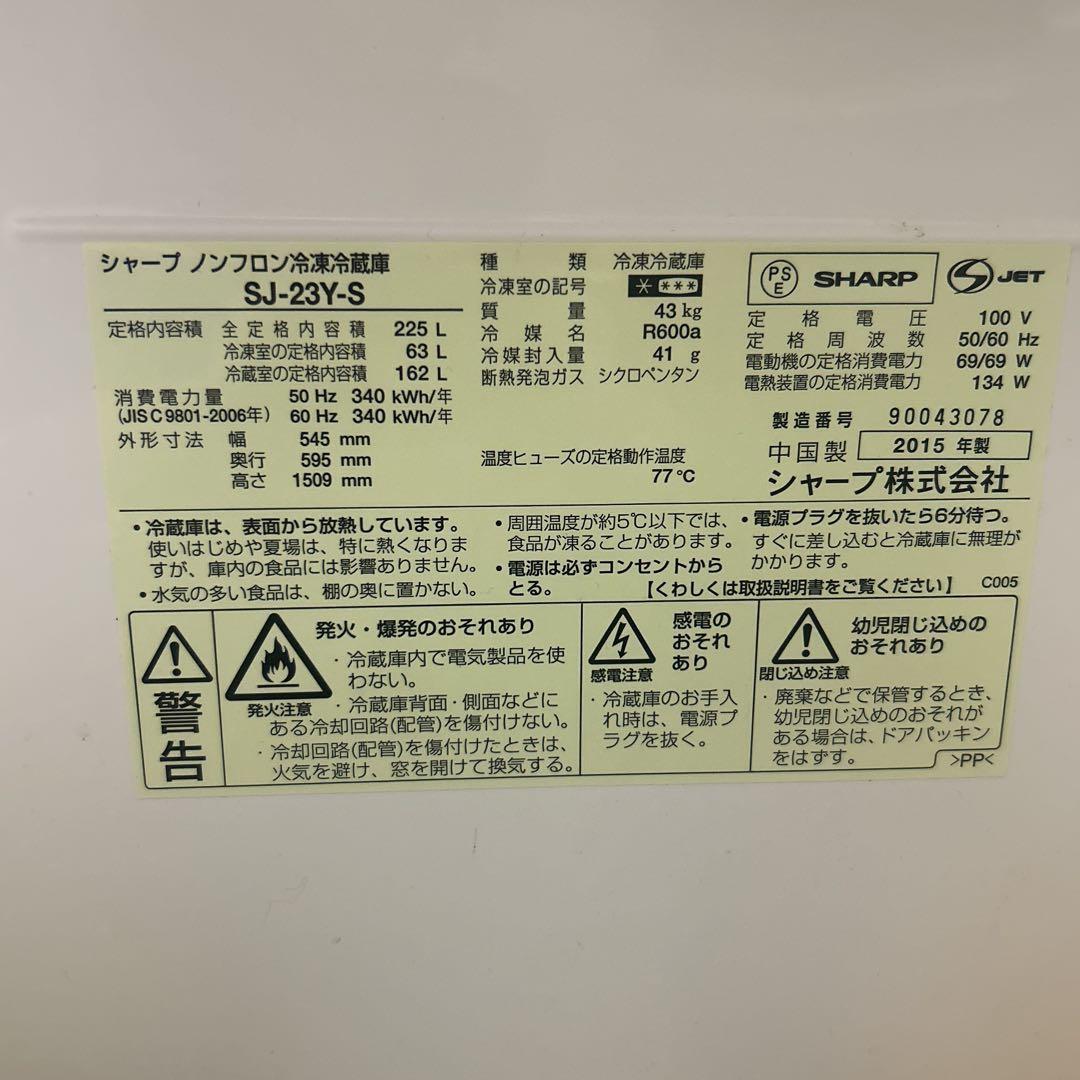 シャープ ノンフロン冷凍冷蔵庫
SJ-23Y-S
定格内容積 全定格内容積 225 L
冷凍室の定格内容積 63 L
冷蔵室の定格内容積 162 L
消費電力量 50 Hz 340 kWh/年
(JIS C 9801-2006年) 60 Hz 340 kWh/年
外形寸法 幅 545 mm
奥行 595 mm
高さ 1509 mm
種類 冷凍冷蔵庫
冷凍室の記号 * ***
質量 43 kg
冷媒名 R600a
冷媒封入量 41 g
断熱発泡ガス シクロペンタン
温度ヒューズの定格動作温度
77℃
PSE SHARP JET
定格電圧 100 V
定格周波数 50/60 Hz
電動機の定格消費電力 69/69 W
電熱装置の定格消費電力 134 W
製造番号 90043078
中国製 2015 年製
シャープ株式会社
・冷蔵庫は、表面から放熱しています。
使いはじめや夏場は、特に熱くなりま
すが、庫内の食品には影響ありません。
・水気の多い食品は、棚の奥に置かない。
・周囲温度が約5℃以下では、
食品が凍ることがあります。
・電源は必ずコンセントから
とる。
・電源プラグを抜いたら6分待つ。
すぐに差し込むと冷蔵庫に無理が
かかります。
【くわしくは取扱説明書をご覧ください】 C005
警告
発火・爆発のおそれあり
発火注意
・冷蔵庫内で電気製品を使
わない。
・冷蔵庫背面・側面などに
ある冷却回路(配管)を傷付けない。
・冷却回路(配管)を傷付けたときは、
火気を避け、窓を開けて換気する。
感電の
おそれ
あり
感電注意
・冷蔵庫のお手入
れ時は、電源プ
ラグを抜く。
幼児閉じ込めの
おそれあり
閉じ込め注意
・廃棄などで保管するとき、
幼児閉じ込めのおそれが
ある場合は、ドアパッキン
をはずす。
>PP<